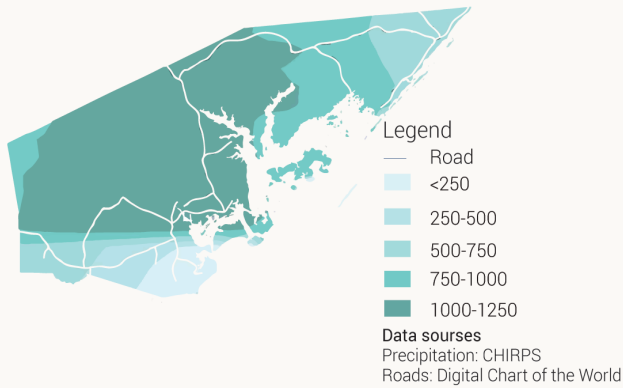 Legend
Road
<250
250-500
500-750
750-1000
1000-1250
Data sourses
Precipitation: CHIRPS
Roads: Digital Chart of the World